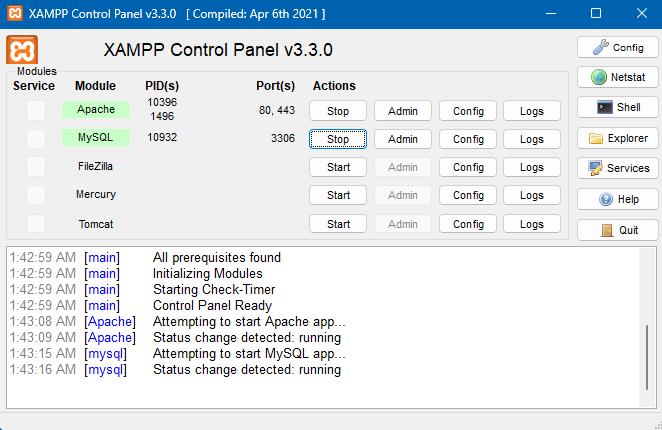 XAMPP Control Panel v3.3.0 [ Compiled: Apr 6th 2021 ]
XAMPP Control Panel v3.3.0
Config
Netstat
Shell
Explorer
Services
Help
Quit
Modules
Service Module PID(s) Port(s) Actions
Apache 10396 1496 80, 443 Stop Admin Config Logs
MySQL 10932 3306 Stop Admin Config Logs
FileZilla Start Admin Config Logs
Mercury Start Admin Config Logs
Tomcat Start Admin Config Logs
1:42:59 AM [main] All prerequisites found
1:42:59 AM [main] Initializing Modules
1:42:59 AM [main] Starting Check-Timer
1:42:59 AM [main] Control Panel Ready
1:43:08 AM [Apache] Attempting to start Apache app...
1:43:09 AM [Apache] Status change detected: running
1:43:15 AM [mysql] Attempting to start MySQL app...
1:43:16 AM [mysql] Status change detected: running